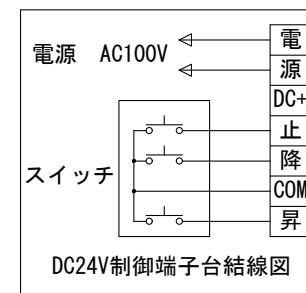 電源 AC100V
電
源
DC+
止
降
COM
昇
スイッチ
DC24V制御端子台結線図